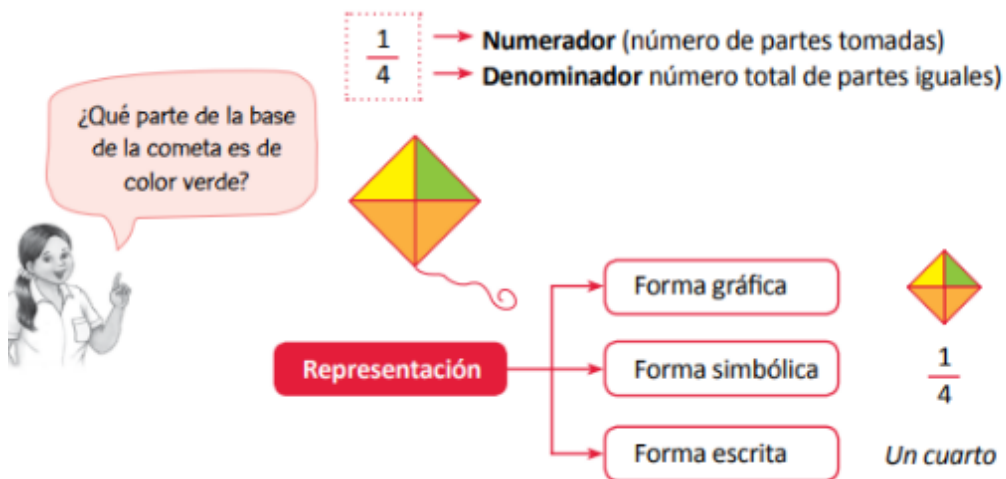 1
4
Numerador (número de partes tomadas)
Denominador número total de partes iguales)
¿Qué parte de la base
de la cometa es de
color verde?
Representación
Forma gráfica
Forma simbólica
1
4
Forma escrita
Un cuarto